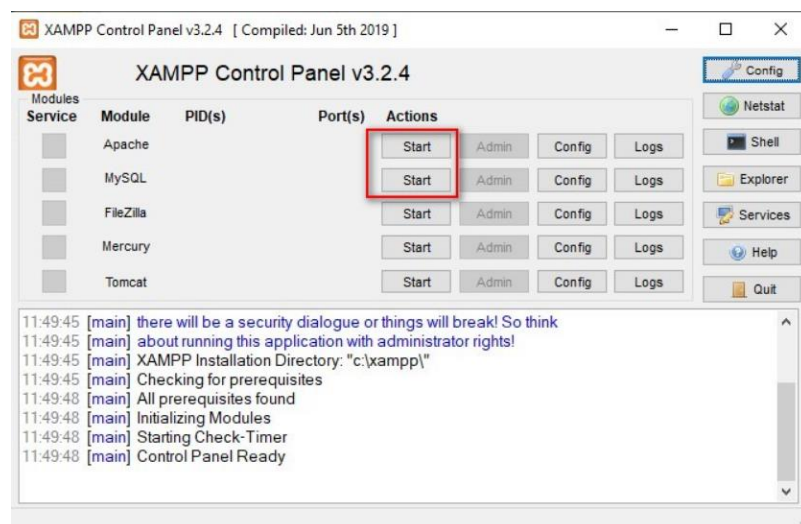 XAMPP Control Panel v3.2.4 [ Compiled: Jun 5th 2019 ]
XAMPP Control Panel v3.2.4
Config
Modules
Service Module PID(s) Port(s) Actions
Netstat
Apache Start Admin Config Logs
Shell
MySQL Start Admin Config Logs
Explorer
FileZilla Start Admin Config Logs
Services
Mercury Start Admin Config Logs
Help
Tomcat Start Admin Config Logs
Quit
11:49:45 [main] there will be a security dialogue or things will break! So think
11:49:45 [main] about running this application with administrator rights!
11:49:45 [main] XAMPP Installation Directory: "c:\xampp\"
11:49:45 [main] Checking for prerequisites
11:49:48 [main] All prerequisites found
11:49:48 [main] Initializing Modules
11:49:48 [main] Starting Check-Timer
11:49:48 [main] Control Panel Ready